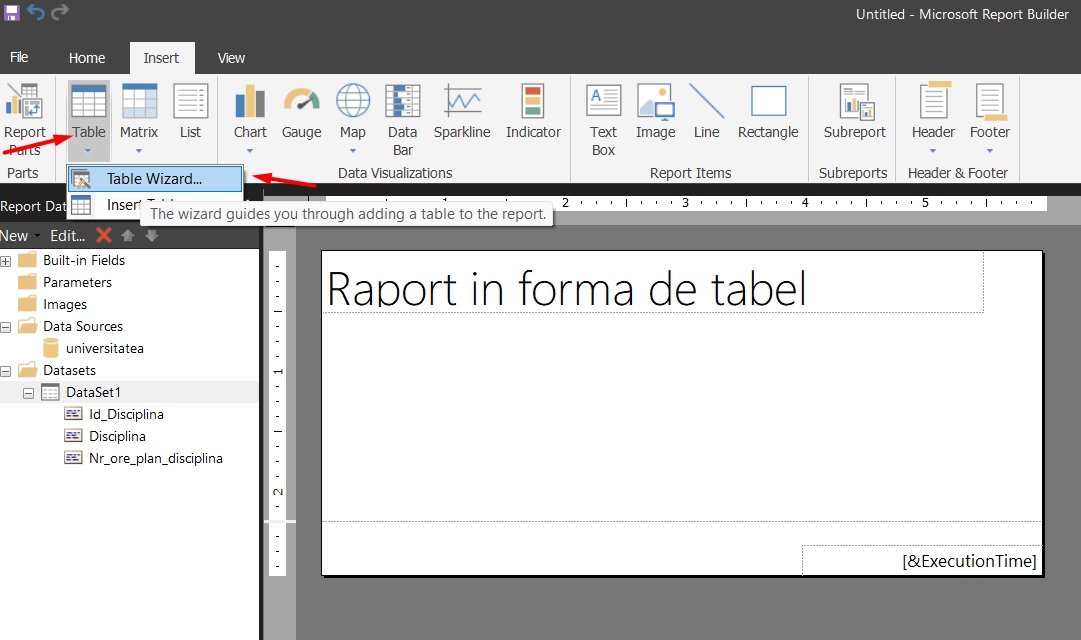 Untitled - Microsoft Report Builder
File Home Insert View
Report Parts
Table
Matrix
List
Chart
Gauge
Map
Data Bar
Sparkline
Indicator
Text Box
Image
Line
Rectangle
Subreport
Header
Footer
Parts
Data Visualizations
Report Items
Subreports
Header & Footer
Table Wizard...
Insert
The wizard guides you through adding a table to the report.
Report Dat
1 2 3 4 5
New Edit...
Built-in Fields
Parameters
Images
Data Sources
universitatea
Datasets
DataSet1
Id_Disciplina
Disciplina
Nr_ore_plan_disciplina
1
2
Raport in forma de tabel
[&ExecutionTime]